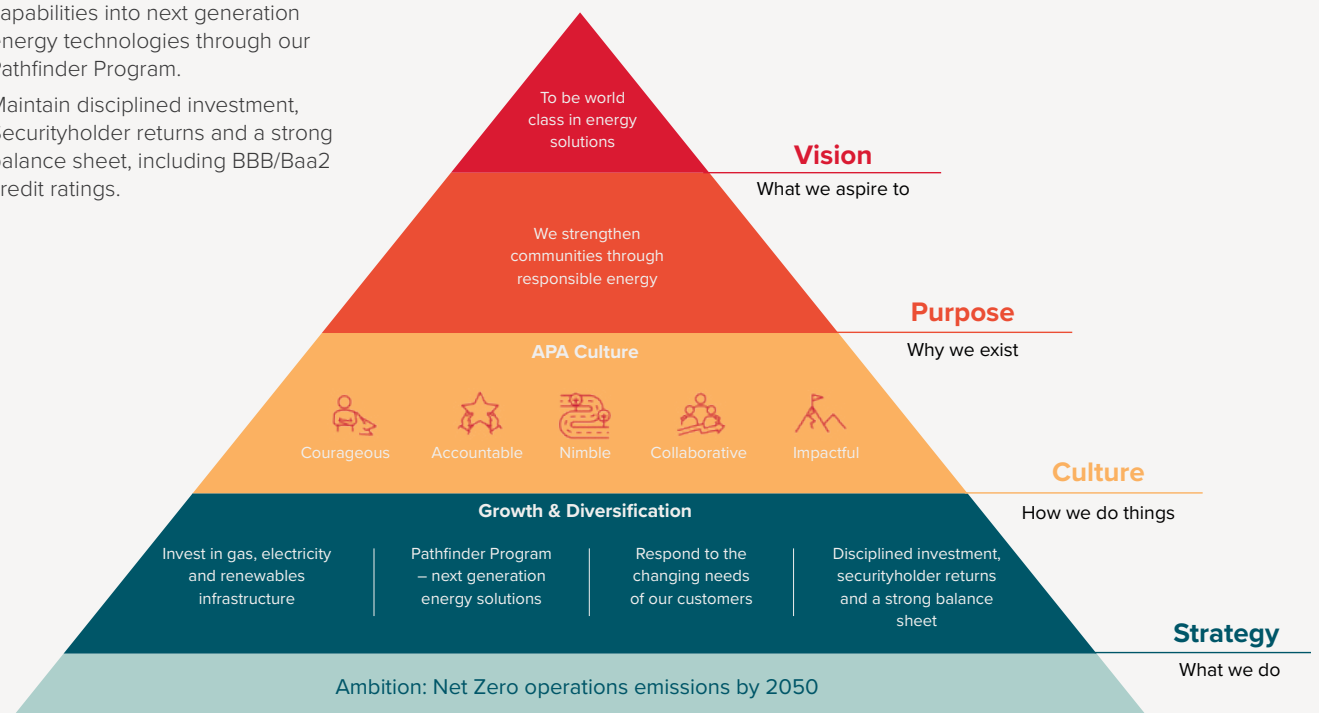 capabilities into next generation
energy technologies through our
Pathfinder Program.
Maintain disciplined investment,
Securityholder returns and a strong
balance sheet, including BBB/Baa2
credit ratings.
To be world
class in energy
solutions
Vision
What we aspire to
We strengthen
communities through
responsible energy
Purpose
Why we exist
APA Culture
Courageous
Accountable
Nimble
Collaborative
Impactful
Culture
How we do things
Growth & Diversification
Invest in gas, electricity
and renewables
infrastructure
Pathfinder Program
– next generation
energy solutions
Respond to the
changing needs
of our customers
Disciplined investment,
securityholder returns
and a strong balance
sheet
Strategy
What we do
Ambition: Net Zero operations emissions by 2050